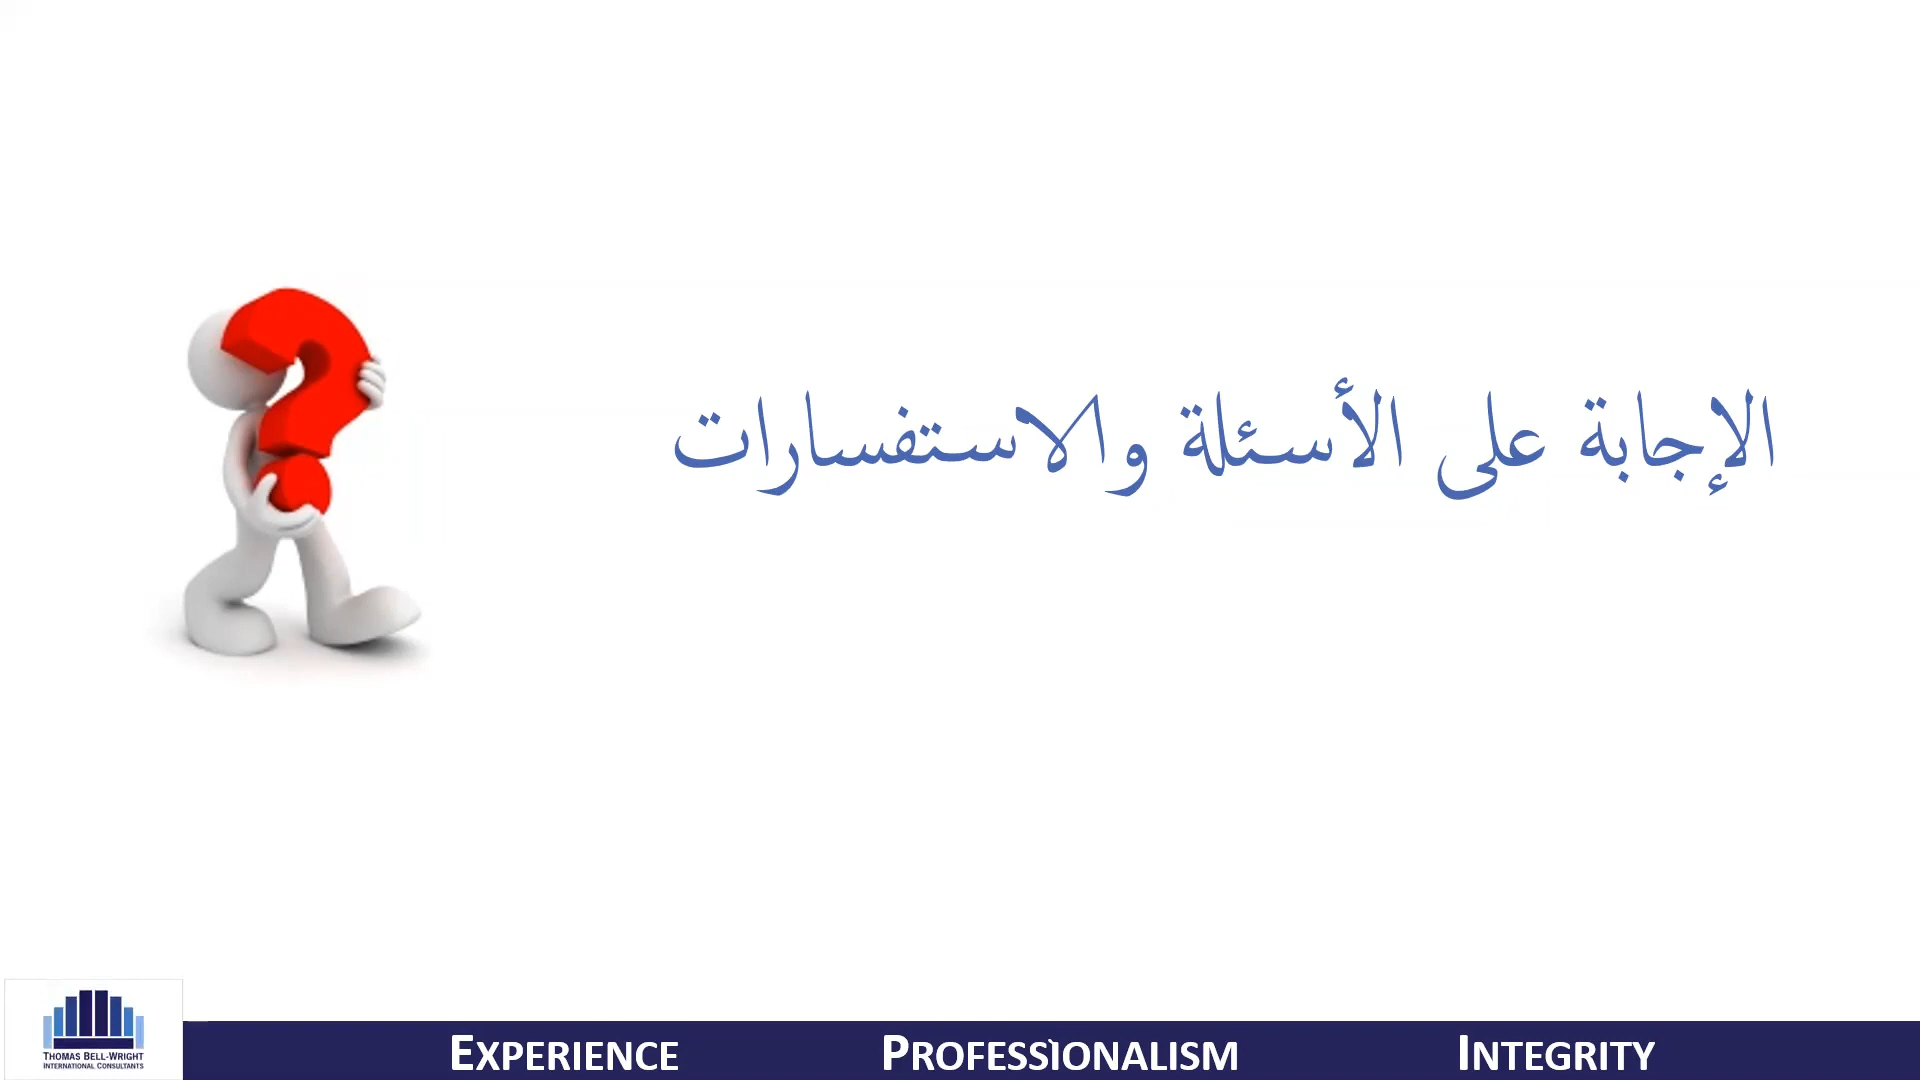 الإجابة على الأسئلة والاستفسارات
THOMAS BELL-WRIGHT
INTERNATIONAL CONSULTANTS
EXPERIENCE PROFESSIONALISM INTEGRITY